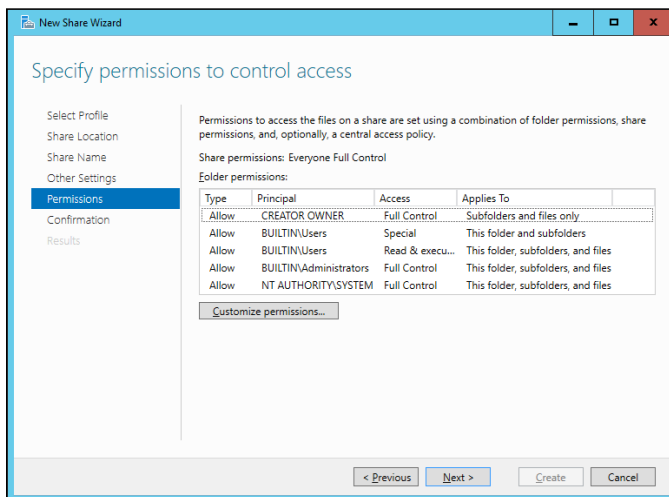 New Share Wizard
Specify permissions to control access
Select Profile
Share Location
Share Name
Other Settings
Permissions
Confirmation
Results
Permissions to access the files on a share are set using a combination of folder permissions, share
permissions, and, optionally, a central access policy.
Share permissions: Everyone Full Control
Folder permissions:
Type Principal Access Applies To
Allow CREATOR OWNER Full Control Subfolders and files only
Allow BUILTIN\Users Special This folder and subfolders
Allow BUILTIN\Users Read & execu... This folder, subfolders, and files
Allow BUILTIN\Administrators Full Control This folder, subfolders, and files
Allow NT AUTHORITY\SYSTEM Full Control This folder, subfolders, and files
Customize permissions...
< Previous Next > Create Cancel